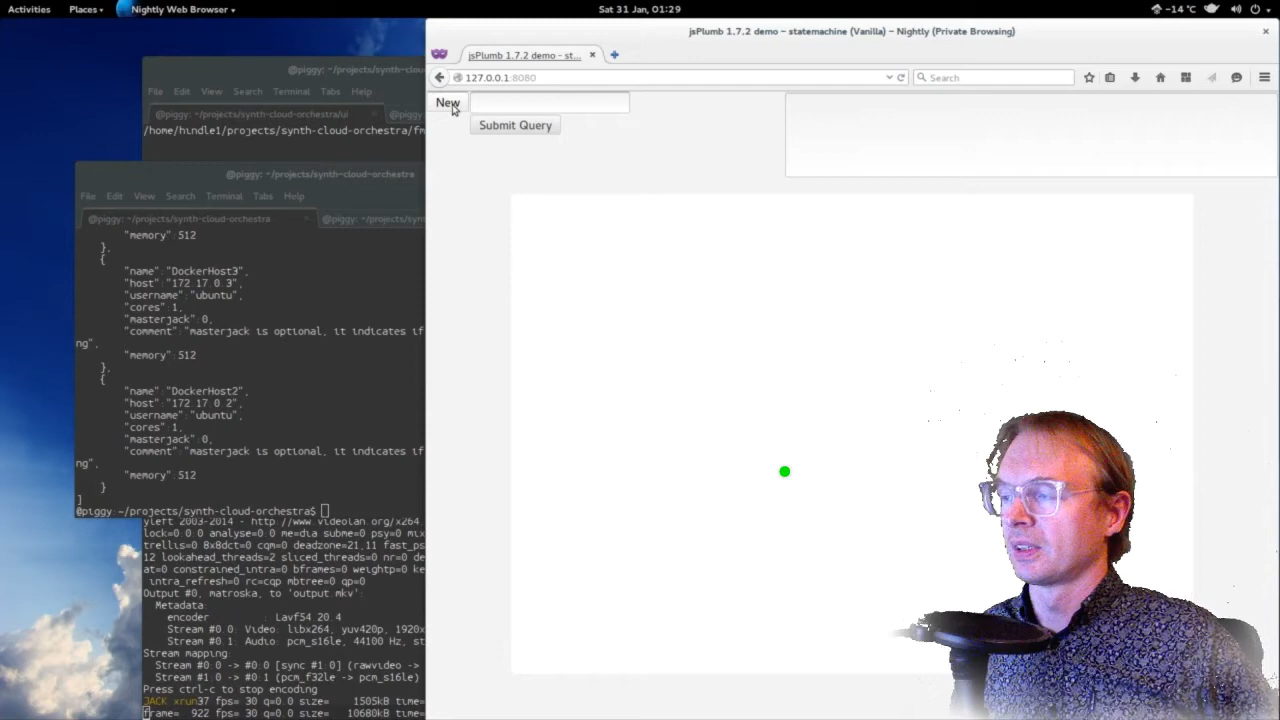 Activities Places Nightly Web Browser Sat 31 Jan, 01:29 -14 °C
jsPlumb 1.7.2 demo – statemachine (Vanilla) – Nightly (Private Browsing)
jsPlumb 1.7.2 demo – st...
127.0.0.1:8080
Search
New
Submit Query
@piggy: ~/projects/synth-clou
File Edit View Search Terminal Tabs Help
@piggy: ~/projects/synth-cloud-orchestra/ui @piggy:
/home/hindle1/projects/synth-cloud-orchestra/fm
@piggy: ~/projects/synth-cloud-orchestra
File Edit View Search Terminal Tabs Help
@piggy: ~/projects/synth-cloud-orchestra @piggy: ~/projects/syn
"memory":512
},
{
"name":"DockerHost3",
"host":"172.17.0.3",
"username":"ubuntu",
"cores":1,
"masterjack":0,
"comment":"masterjack is optional, it indicates if
ng",
"memory":512
},
{
"name":"DockerHost2",
"host":"172.17.0.2",
"username":"ubuntu",
"cores":1,
"masterjack":0,
"comment":"masterjack is optional, it indicates if
ng",
"memory":512
}
]
@piggy:~/projects/synth-cloud-orchestra$
yleft 2003-2014 - http://www.videolan.org/x264
lock=0:0:0 analyse=0:0 me=dia subme=0 psy=0 mix
trellis=0 8x8dct=0 cqm=0 deadzone=21,11 fast_ps
12 lookahead_threads=2 sliced_threads=0 nr=0 de
at=0 constrained_intra=0 bframes=0 weightp=0 ke
intra_refresh=0 rc=cqp mbtree=0 qp=0
Output #0, matroska, to 'output.mkv':
Metadata:
encoder : Lavf54.20.4
Stream #0:0: Video: libx264, yuv420p, 1920x
Stream #0:1: Audio: pcm_s16le, 44100 Hz, st
Stream mapping:
Stream #0:0 -> #0:0 [sync #1:0] (rawvideo ->
Stream #1:0 -> #0:1 (pcm_f32le -> pcm_s16le)
Press ctrl-c to stop encoding
JACK xrun37 fps= 30 q=0.0 size= 1505kB time=
frame= 922 fps= 30 q=0.0 size= 10680kB time=